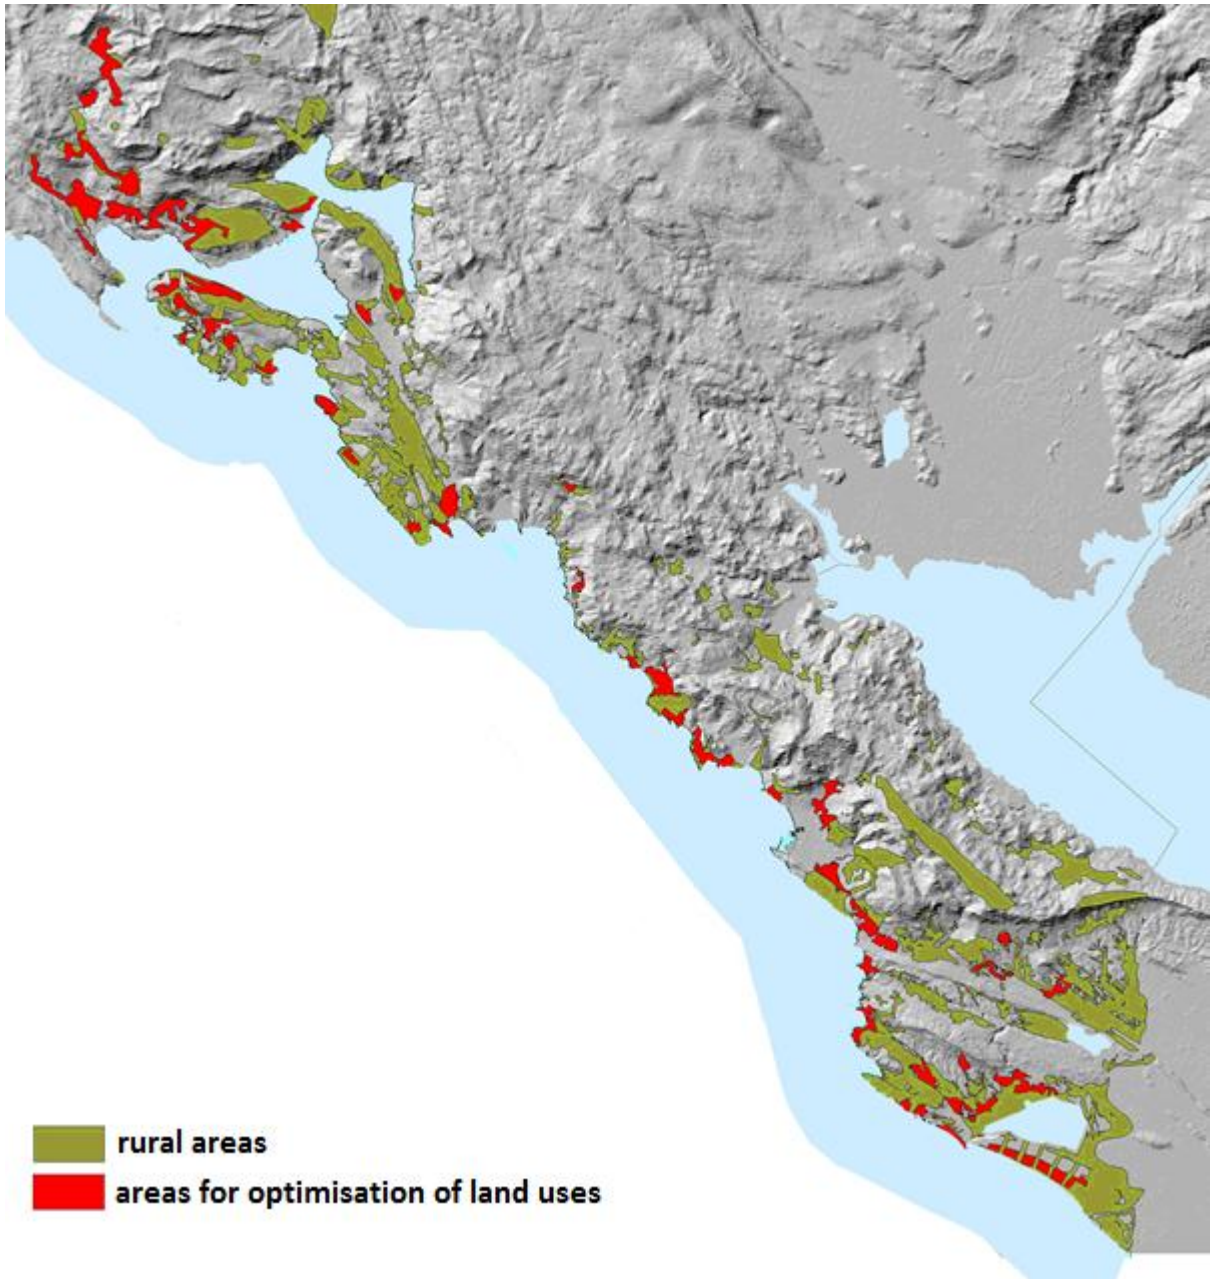 rural areas
areas for optimisation of land uses